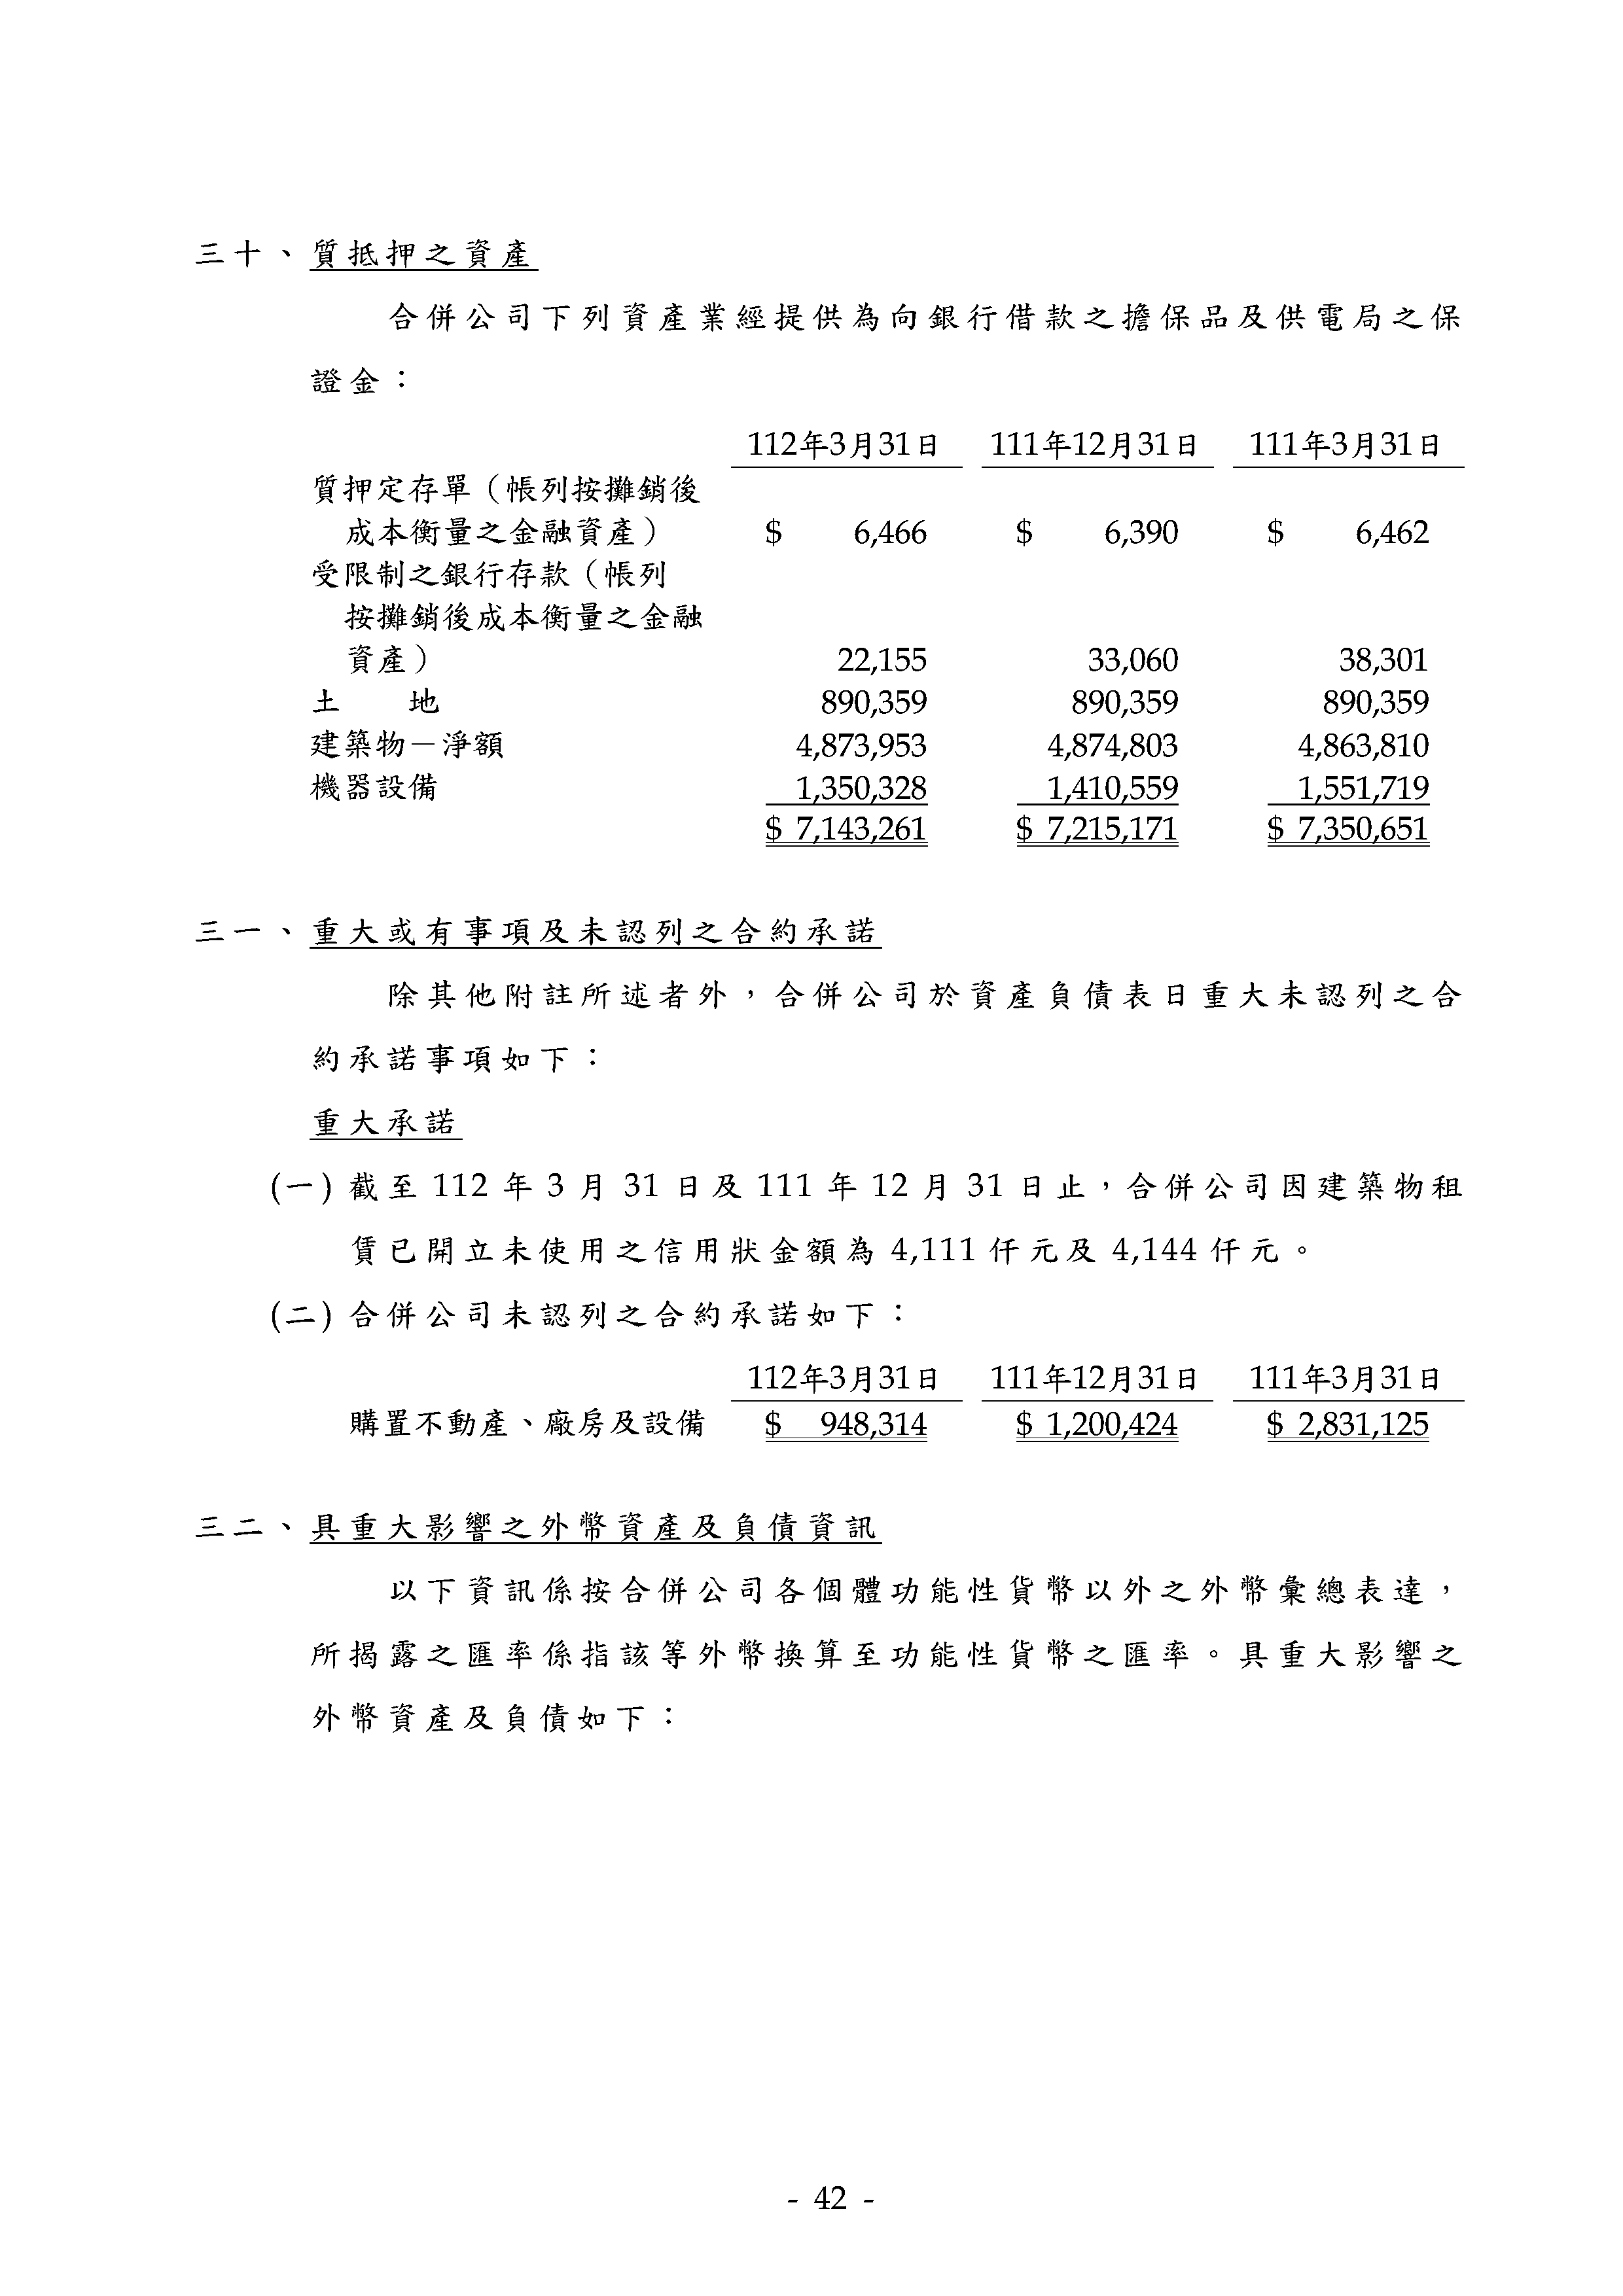 三十、質抵押之資產
合併公司下列資產業經提供為向銀行借款之擔保品及供電局之保
證金：
112年3月31日 111年12月31日 111年3月31日
質押定存單（帳列按攤銷後
成本衡量之金融資產） $ 6,466 $ 6,390 $ 6,462
受限制之銀行存款（帳列
按攤銷後成本衡量之金融
資產） 22,155 33,060 38,301
土　　地 890,359 890,359 890,359
建築物－淨額 4,873,953 4,874,803 4,863,810
機器設備 1,350,328 1,410,559 1,551,719
$ 7,143,261 $ 7,215,171 $ 7,350,651
三一、重大或有事項及未認列之合約承諾
除其他附註所述者外，合併公司於資產負債表日重大未認列之合
約承諾事項如下：
重大承諾
(一) 截至 112 年 3 月 31 日及 111 年 12 月 31 日止，合併公司因建築物租
賃已開立未使用之信用狀金額為 4,111 仟元及 4,144 仟元。
(二) 合併公司未認列之合約承諾如下：
112年3月31日 111年12月31日 111年3月31日
購置不動產、廠房及設備 $ 948,314 $ 1,200,424 $ 2,831,125
三二、具重大影響之外幣資產及負債資訊
以下資訊係按合併公司各個體功能性貨幣以外之外幣彙總表達，
所揭露之匯率係指該等外幣換算至功能性貨幣之匯率。具重大影響之
外幣資產及負債如下：
- 42 -